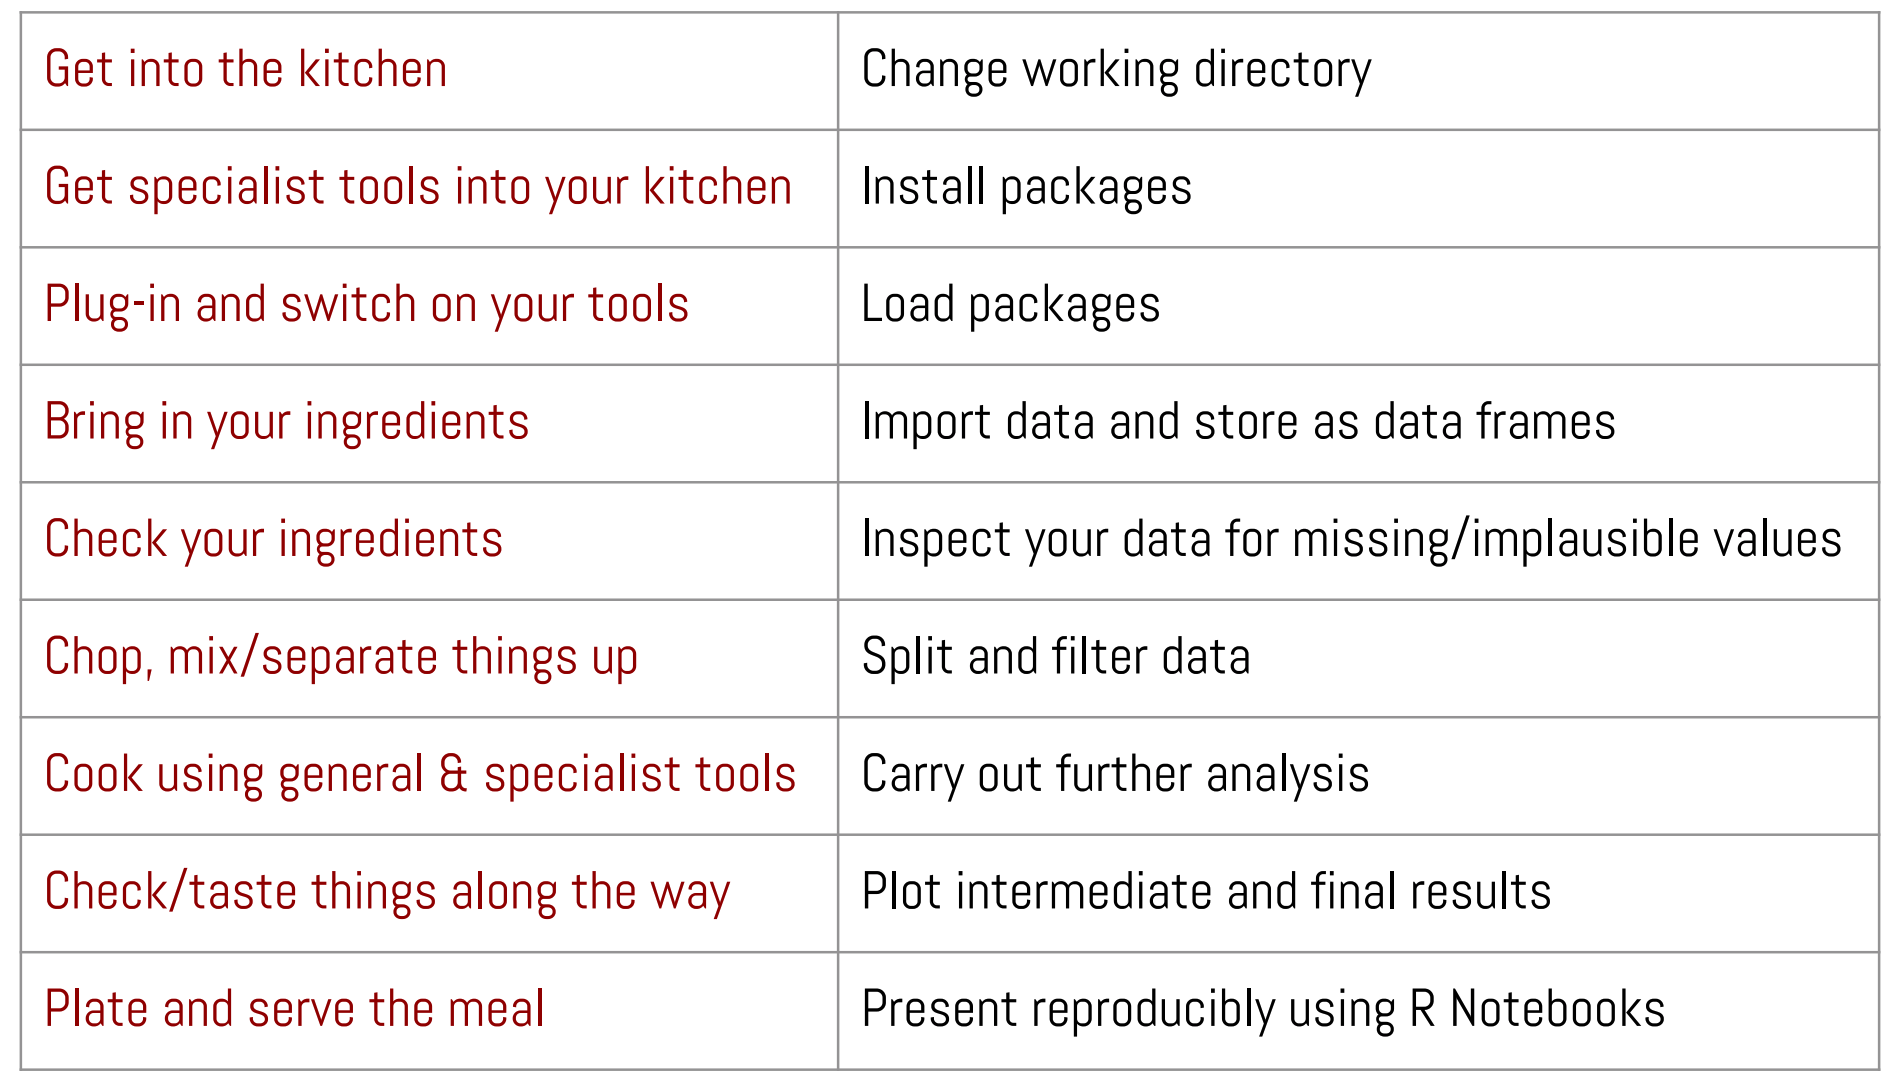 Get into the kitchen
Change working directory
Get specialist tools into your kitchen
Install packages
Plug-in and switch on your tools
Load packages
Bring in your ingredients
Import data and store as data frames
Check your ingredients
Inspect your data for missing/implausible values
Chop, mix/separate things up
Split and filter data
Cook using general & specialist tools
Carry out further analysis
Check/taste things along the way
Plot intermediate and final results
Plate and serve the meal
Present reproducibly using R Notebooks